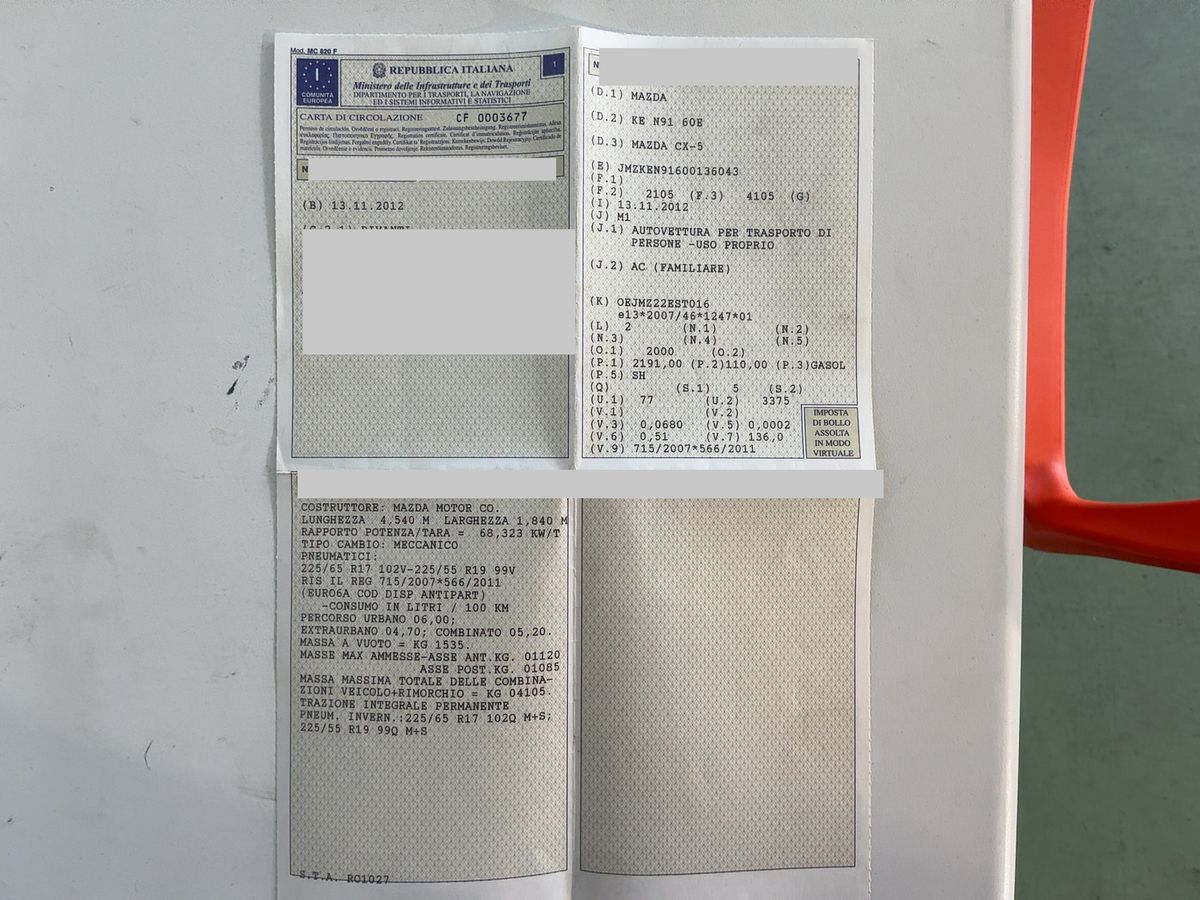 Mod. MC 820 F
I
COMUNITÀ
EUROPEA
REPUBBLICA ITALIANA
Ministero delle Infrastrutture e dei Trasporti
DIPARTIMENTO PER I TRASPORTI, LA NAVIGAZIONE
ED I SISTEMI INFORMATIVI E STATISTICI
1
CARTA DI CIRCOLAZIONE CF 0003677
N
(B) 13.11.2012
N
(D.1) MAZDA
(D.2) KE N91 60E
(D.3) MAZDA CX-5
(E) JMZKEN91600136043
(F.1)
(F.2) 2105 (F.3) 4105 (G)
(I) 13.11.2012
(J) M1
(J.1) AUTOVETTURA PER TRASPORTO DI
PERSONE -USO PROPRIO
(J.2) AC (FAMILIARE)
(K) OEJMZ22EST016
e13*2007/46*1247*01
(L) 2 (N.1) (N.2)
(N.3) (N.4) (N.5)
(O.1) 2000 (O.2)
(P.1) 2191,00 (P.2)110,00 (P.3)GASOL
(P.5) SH
(Q) (S.1) 5 (S.2)
(U.1) 77 (U.2) 3375
(V.1) (V.2)
(V.3) 0,0680 (V.5) 0,0002
(V.6) 0,51 (V.7) 136,0
(V.9) 715/2007*566/2011
IMPOSTA
DI BOLLO
ASSOLTA
IN MODO
VIRTUALE
COSTRUTTORE: MAZDA MOTOR CO.
LUNGHEZZA 4,540 M LARGHEZZA 1,840 M
RAPPORTO POTENZA/TARA = 68,323 KW/T
TIPO CAMBIO: MECCANICO
PNEUMATICI:
225/65 R17 102V-225/55 R19 99V
RIS IL REG 715/2007*566/2011
(EURO6A COD DISP ANTIPART)
-CONSUMO IN LITRI / 100 KM
PERCORSO URBANO 06,00;
EXTRAURBANO 04,70; COMBINATO 05,20.
MASSA A VUOTO = KG 1535.
MASSE MAX AMMESSE-ASSE ANT.KG. 01120
ASSE POST.KG. 01085
MASSA MASSIMA TOTALE DELLE COMBINA-
ZIONI VEICOLO+RIMORCHIO = KG 04105.
TRAZIONE INTEGRALE PERMANENTE
PNEUM. INVERN.:225/65 R17 102Q M+S;
225/55 R19 99Q M+S
S.T.A. RO1027